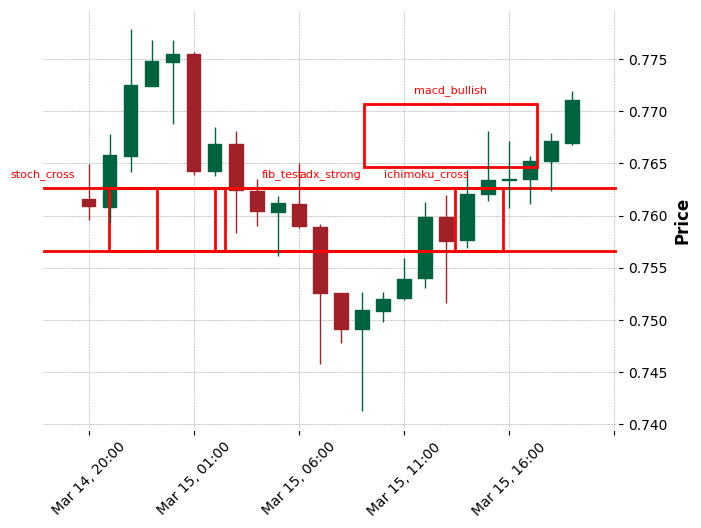 macd_bullish
stoch_cross
fib_test
adx_strong
ichimoku_cross
0.775
0.770
0.765
0.760
0.755
0.750
0.745
0.740
Price
Mar 14, 20:00
Mar 15, 01:00
Mar 15, 06:00
Mar 15, 11:00
Mar 15, 16:00